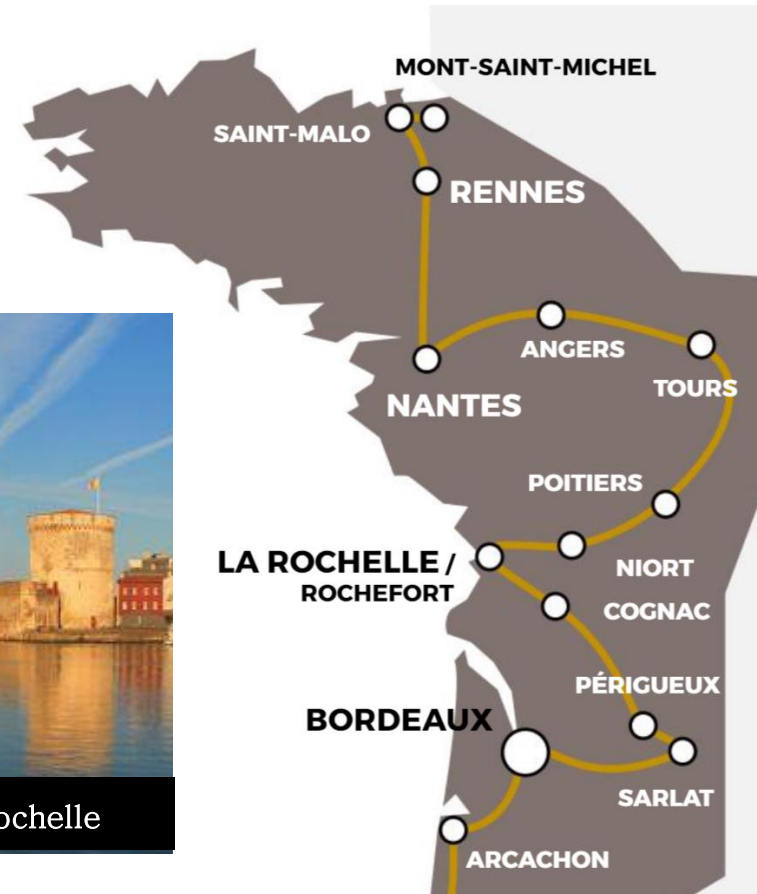 MONT-SAINT-MICHEL
SAINT-MALO
RENNES
ANGERS
TOURS
NANTES
POITIERS
LA ROCHELLE /
ROCHEFORT
NIORT
COGNAC
PÉRIGUEUX
BORDEAUX
SARLAT
ochelle
ARCACHON